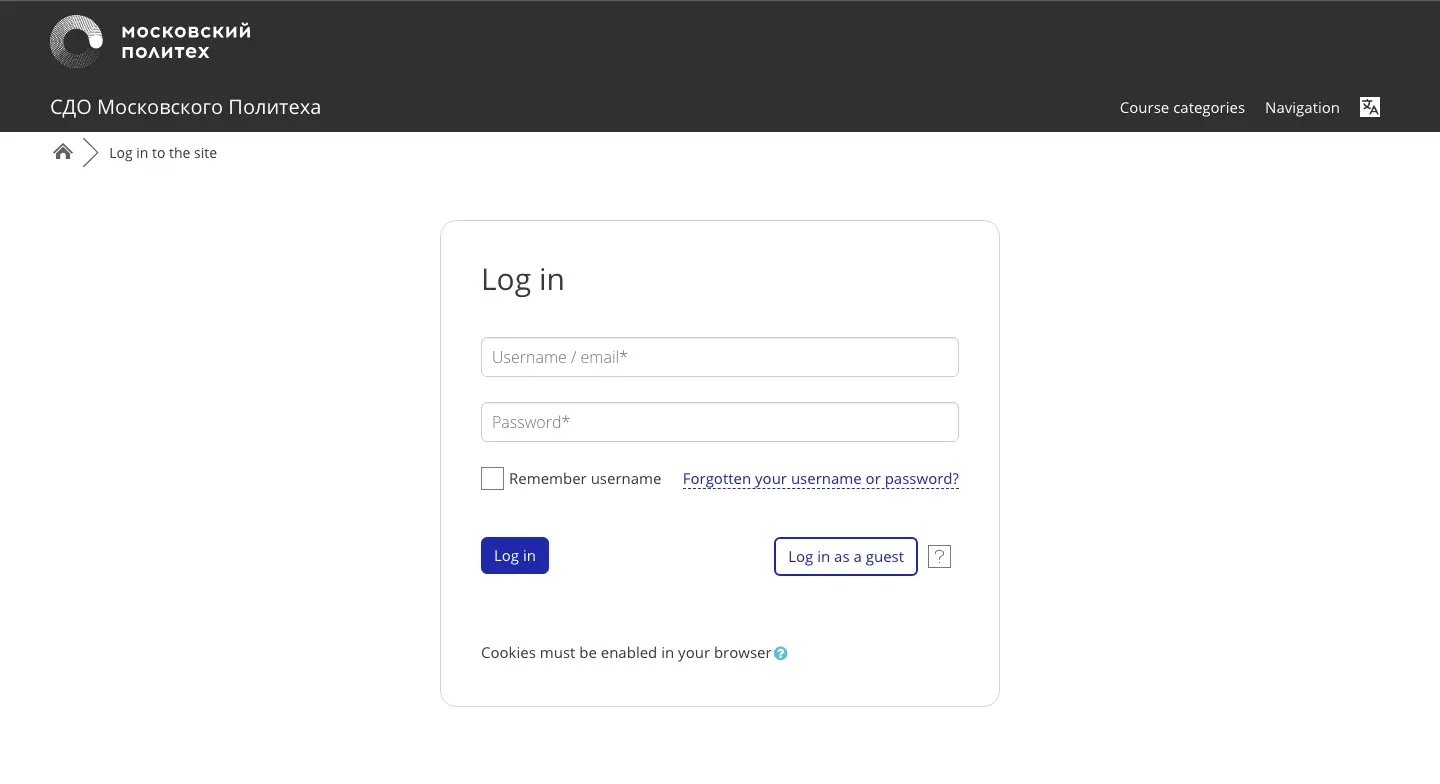 московский
политех
СДО Московского Политеха
Course categories
Navigation
Log in to the site
Log in
Username / email*
Password*
Remember username
Forgotten your username or password?
Log in
Log in as a guest
?
Cookies must be enabled in your browser